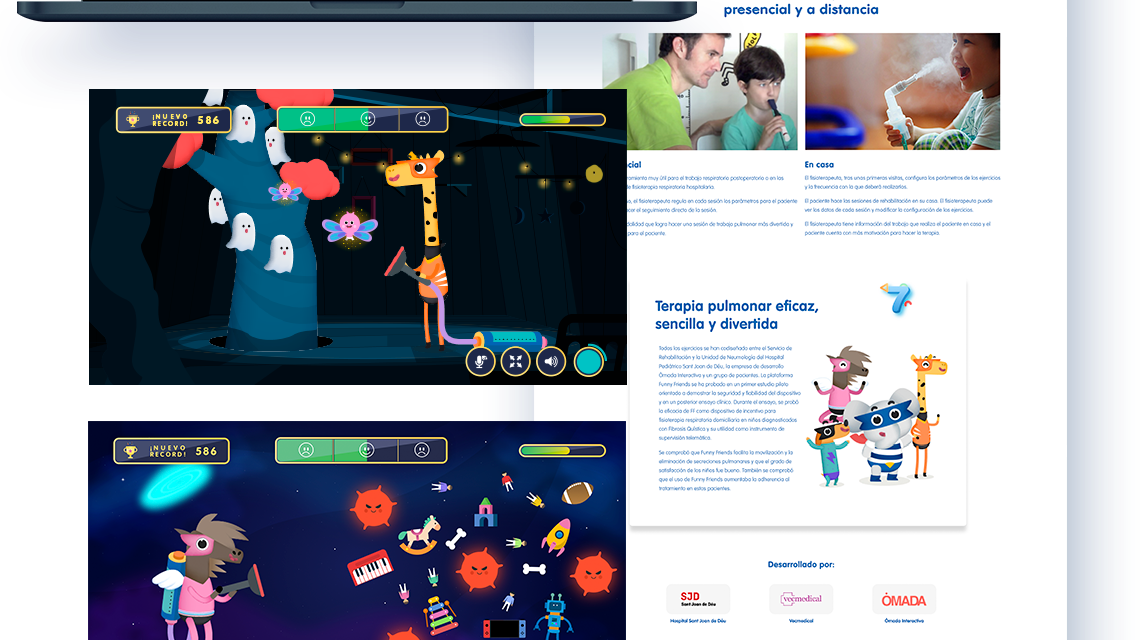 presencial y a distancia
¡NUEVO
RECORD!
586
cial
ramienta muy útil para el trabajo respiratorio postoperatorio o en las
de fisioterapia respiratoria hospitalaria.
so, el fisioterapeuta regula en cada sesión los parámetros para el paciente
acer el seguimiento directo de la sesión.
dalidad que logra hacer una sesión de trabajo pulmonar más divertida y
para el paciente.
En casa
El fisioterapeuta, tras unas primeras visitas, configura los parámetros de los ejercicios
y la frecuencia con la que deberá realizarlos.
El paciente hace las sesiones de rehabilitación en su casa. El fisioterapeuta puede
ver los datos de cada sesión y modificar la configuración de los ejercicios.
El fisioterapeuta tiene información del trabajo que realiza el paciente en casa y el
paciente cuenta con más motivación para hacer la terapia.
Terapia pulmonar eficaz,
sencilla y divertida
Todos los ejercicios se han codiseñado entre el Servicio de
Rehabilitación y la Unidad de Neumología del Hospital
Pediátrico Sant Joan de Déu, la empresa de desarrollo
Ómada Interactiva y un grupo de pacientes. La plataforma
Funny Friends se ha probado en un primer estudio piloto
orientado a demostrar la seguridad y fiabilidad del dispositivo
y en un posterior ensayo clínico. Durante el ensayo, se probó
la eficacia de FF como dispositivo de incentivo para
fisioterapia respiratoria domiciliaria en niños diagnosticados
con Fibrosis Quística y su utilidad como instrumento de
supervisión telemática.
Se comprobó que Funny Friends facilita la movilización y la
eliminación de secreciones pulmonares y que el grado de
satisfacción de los niños fue bueno. También se comprobó
que el uso de Funny Friends aumentaba la adherencia al
tratamiento en estos pacientes.
¡NUEVO
RECORD!
586
Desarrollado por:
SJD
Sant Joan de Déu
vecmedical
ÓMADA
Hospital Sant Joan de Déu
Vecmedical
Ómada Interactiva